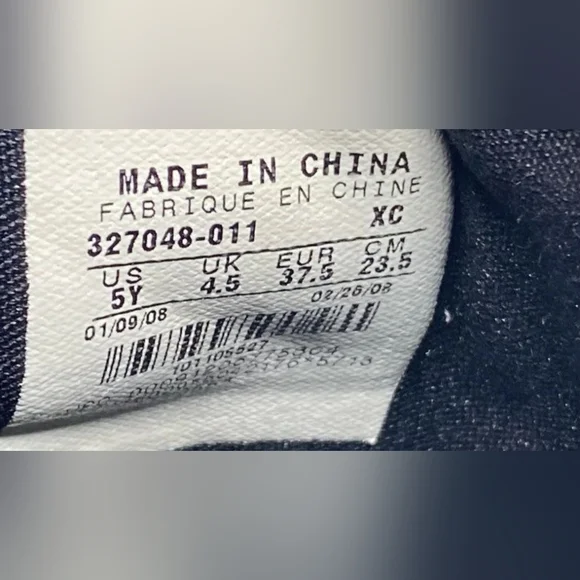 MADE IN CHINA
FABRIQUE EN CHINE
327048-011 XC
US UK EUR CM
5Y 4.5 37.5 23.5
01/09/08 02/26/08